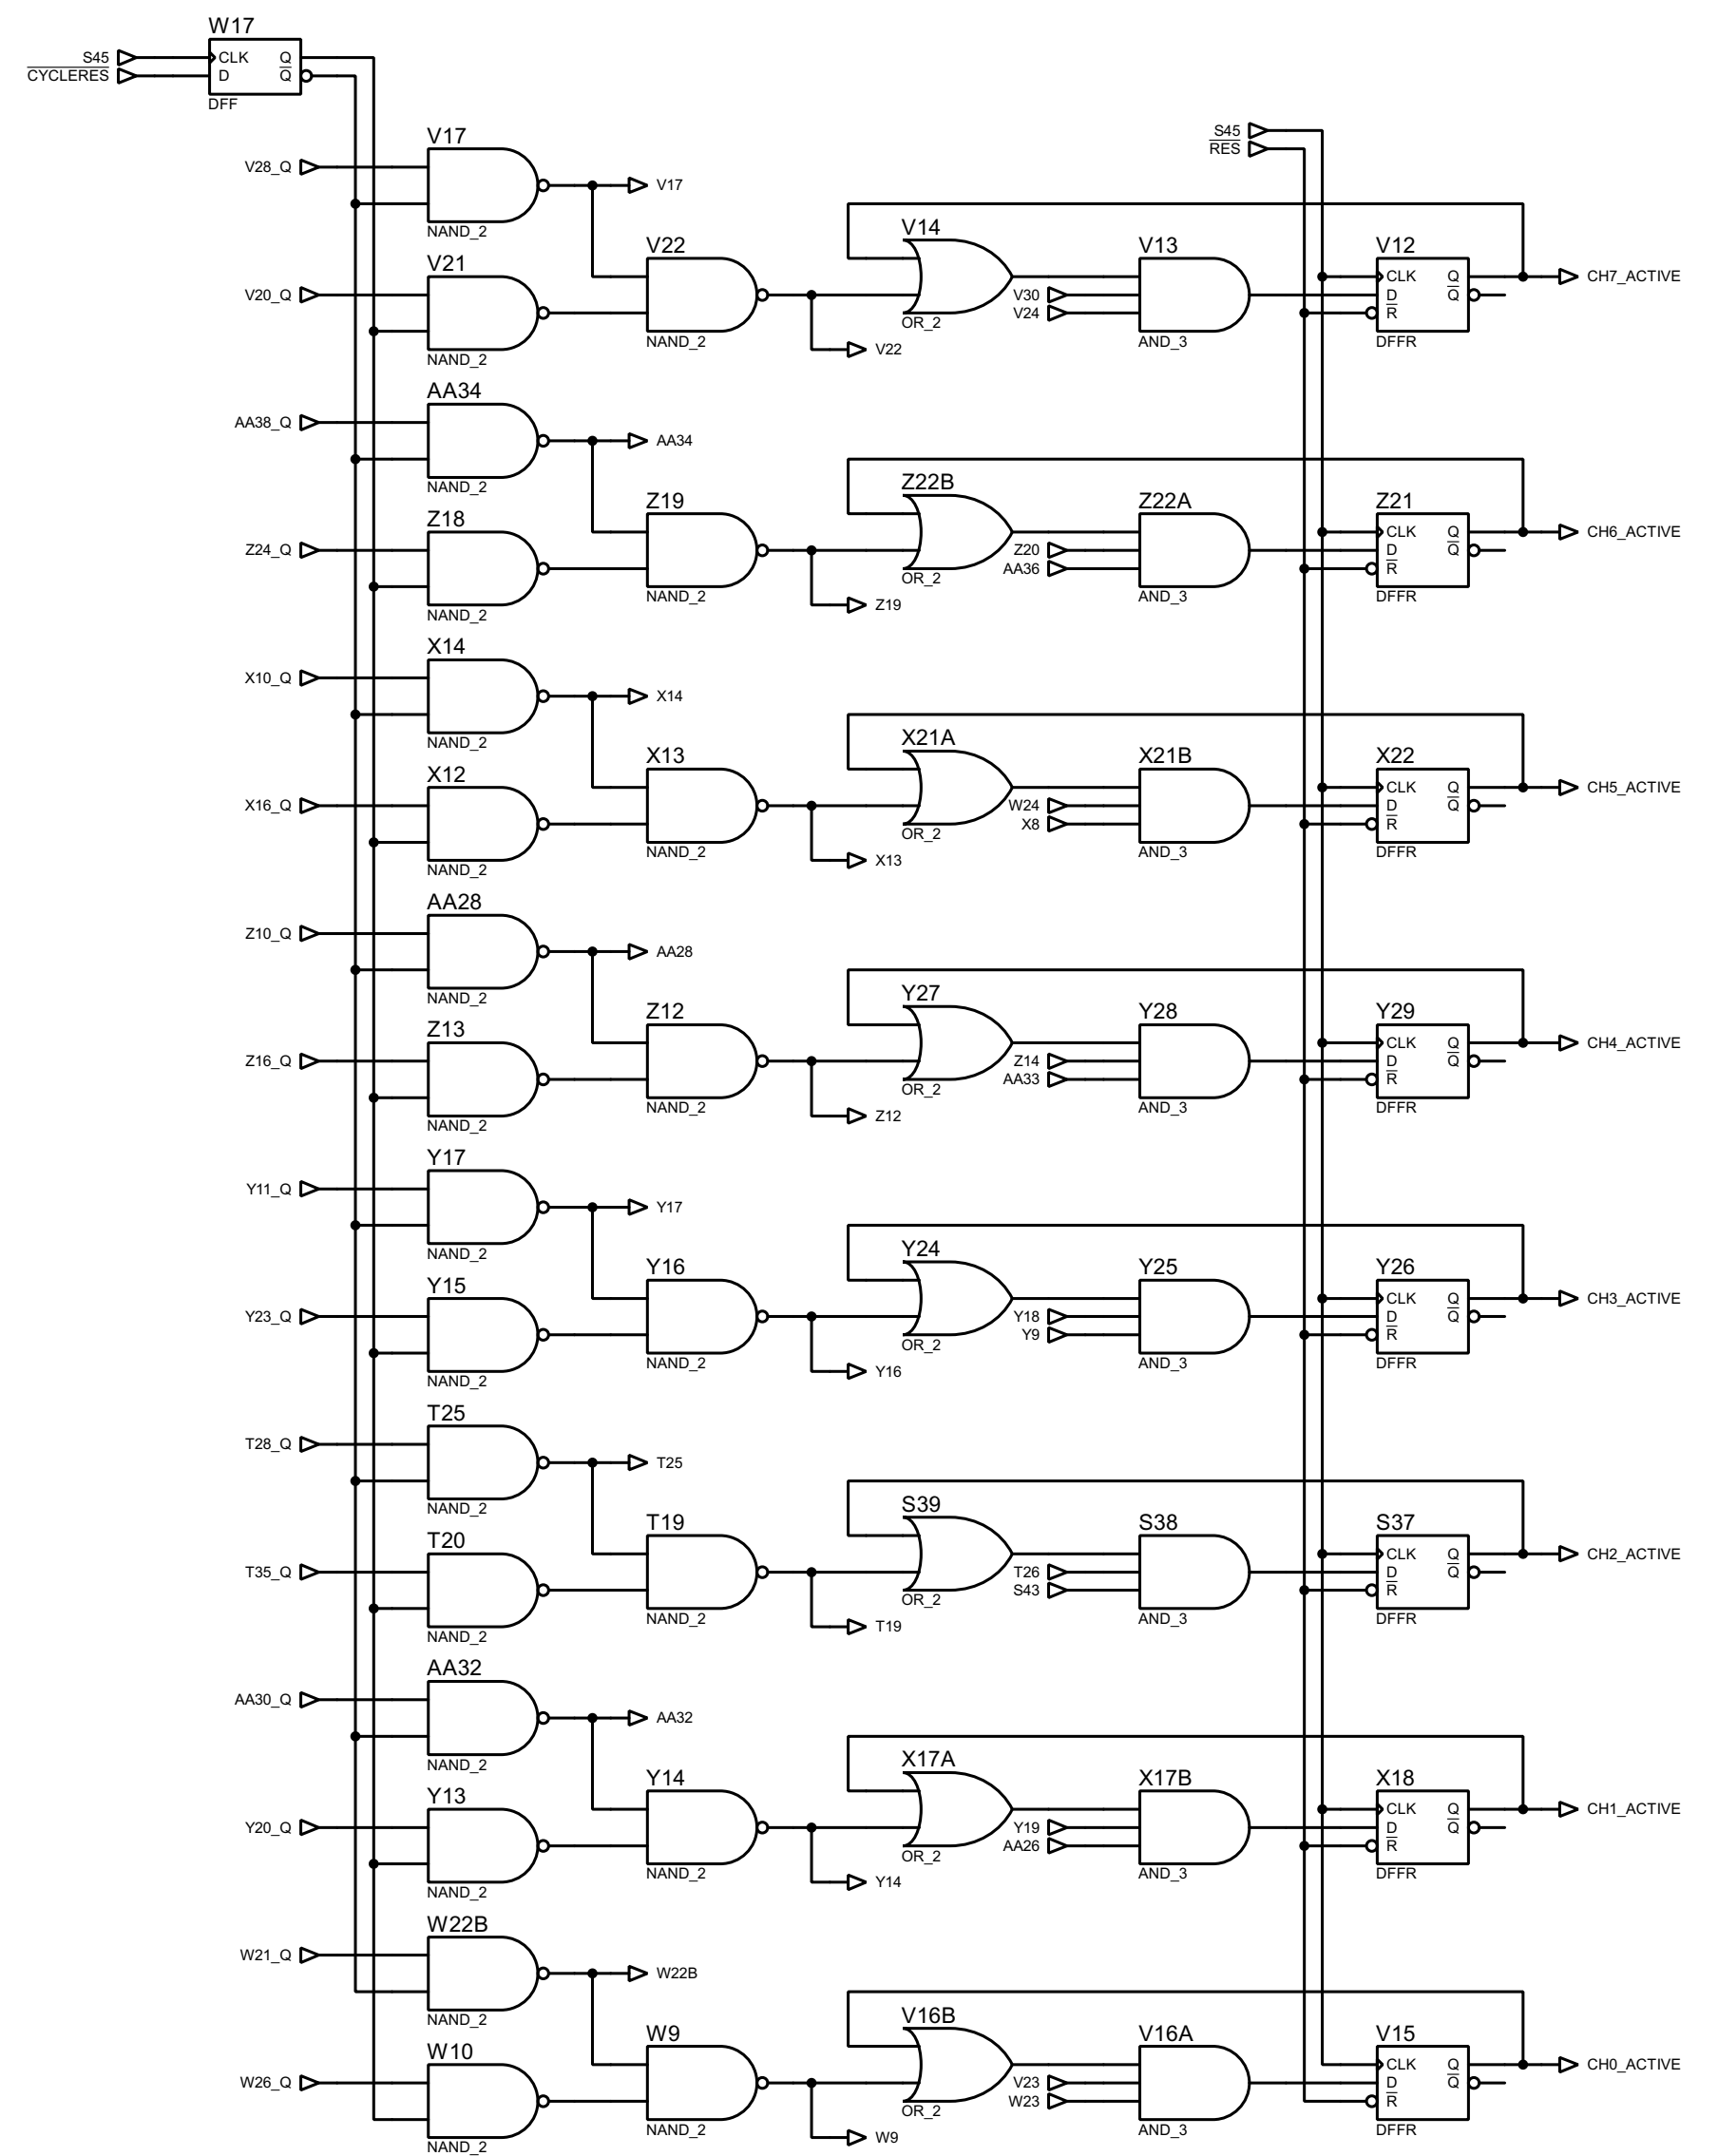 W17
S45
CLK Q
CYCLERES
D Q
DFF
V17
S45
RES
V28_Q
V17
NAND_2
V14
V22
V13
V12
V21
CLK Q
CH7_ACTIVE
V20_Q
V30
D Q
V24
R
OR_2
NAND_2
AND_3
DFFR
V22
NAND_2
AA34
AA38_Q
AA34
NAND_2
Z22B
Z19
Z22A
Z21
Z18
CLK Q
CH6_ACTIVE
Z24_Q
Z20
D Q
AA36
R
OR_2
NAND_2
AND_3
DFFR
Z19
NAND_2
X14
X10_Q
X14
NAND_2
X21A
X13
X21B
X22
X12
CLK Q
CH5_ACTIVE
X16_Q
W24
D Q
X8
R
OR_2
NAND_2
AND_3
DFFR
X13
NAND_2
AA28
Z10_Q
AA28
NAND_2
Y27
Z12
Y28
Y29
Z13
CLK Q
CH4_ACTIVE
Z16_Q
Z14
D Q
AA33
R
OR_2
NAND_2
AND_3
DFFR
Z12
NAND_2
Y17
Y11_Q
Y17
NAND_2
Y24
Y16
Y25
Y26
Y15
CLK Q
CH3_ACTIVE
Y23_Q
Y18
D Q
Y9
R
OR_2
NAND_2
AND_3
DFFR
Y16
NAND_2
T25
T28_Q
T25
NAND_2
S39
T19
S38
S37
T20
CLK Q
CH2_ACTIVE
T35_Q
T26
D Q
S43
R
OR_2
NAND_2
AND_3
DFFR
T19
NAND_2
AA32
AA30_Q
AA32
NAND_2
X17A
Y14
X17B
X18
Y13
CLK Q
CH1_ACTIVE
Y20_Q
Y19
D Q
AA26
R
OR_2
NAND_2
AND_3
DFFR
Y14
NAND_2
W22B
W21_Q
W22B
NAND_2
V16B
W9
V16A
V15
W10
CLK Q
CH0_ACTIVE
W26_Q
V23
D Q
W23
R
OR_2
NAND_2
AND_3
DFFR
W9
NAND_2